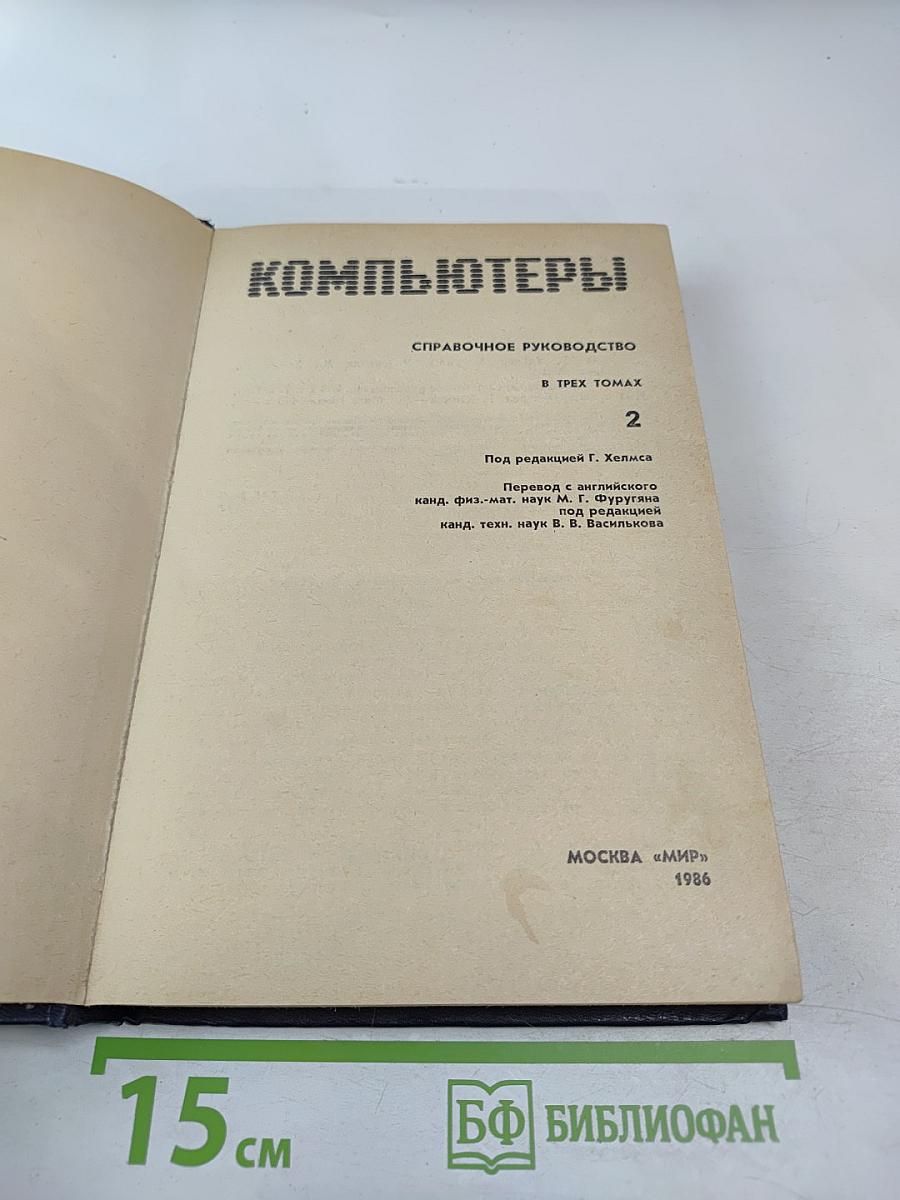 КОМПЬЮТЕРЫ
СПРАВОЧНОЕ РУКОВОДСТВО
В ТРЕХ ТОМАХ
2
Под редакцией Г. Хелмса
Перевод с английского
канд. физ.-мат. наук М. Г. Фуругяна
под редакцией
канд. техн. наук В. В. Василькова
МОСКВА «МИР»
1986
15 см
БФ БИБЛИОФАН